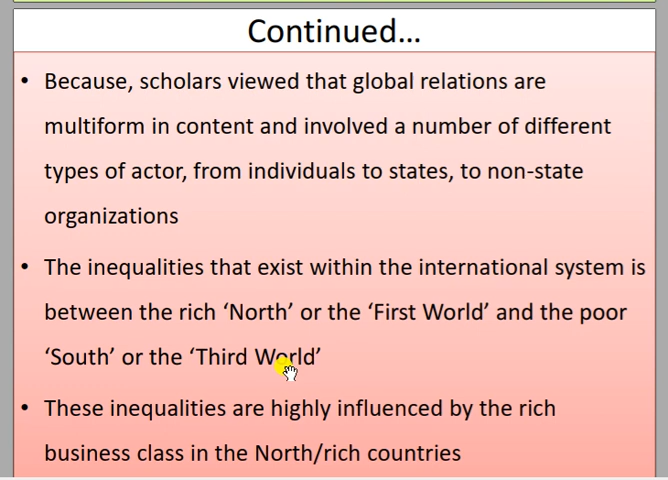 Continued…
• Because, scholars viewed that global relations are
multiform in content and involved a number of different
types of actor, from individuals to states, to non-state
organizations
• The inequalities that exist within the international system is
between the rich ‘North’ or the ‘First World’ and the poor
‘South’ or the ‘Third World’
• These inequalities are highly influenced by the rich
business class in the North/rich countries